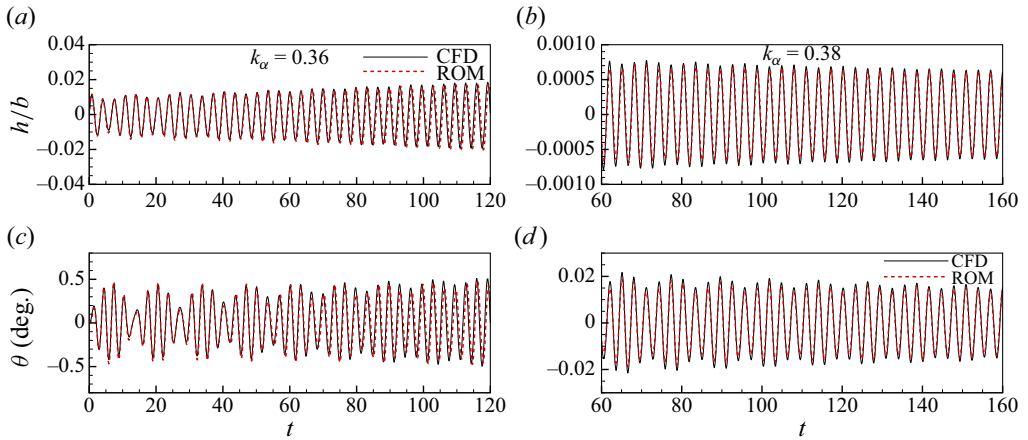 (a)
(b)
0.04
0.02
0
–0.02
–0.04
h/b
k_α = 0.36
CFD
ROM
0 20 40 60 80 100 120
0.0010
0.0005
0
–0.0005
–0.0010
k_α = 0.38
60 80 100 120 140 160
(c)
(d)
0.5
0
–0.5
θ (deg.)
0 20 40 60 80 100 120
t
0.02
0
–0.02
CFD
ROM
60 80 100 120 140 160
t